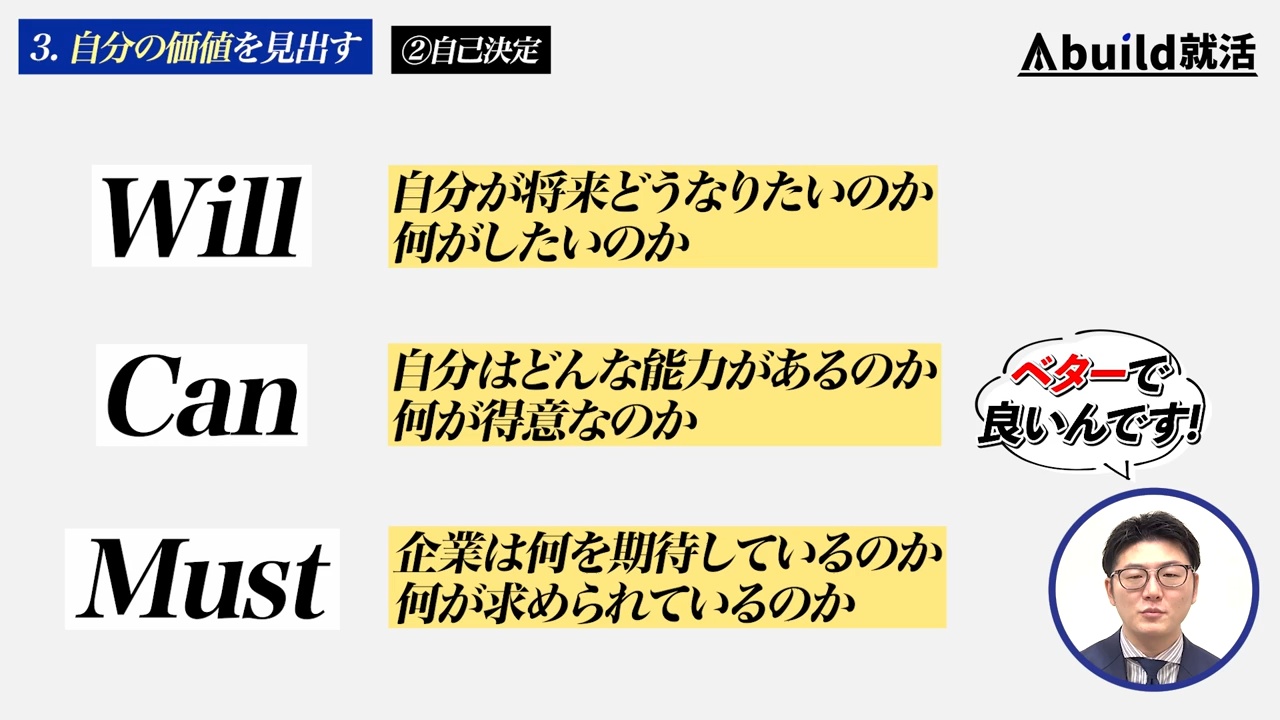 3. 自分の価値を見出す
②自己決定
Abuild就活
Will
自分が将来どうなりたいのか
何がしたいのか
Can
自分はどんな能力があるのか
何が得意なのか
ベターで
良いんです!
Must
企業は何を期待しているのか
何が求められているのか